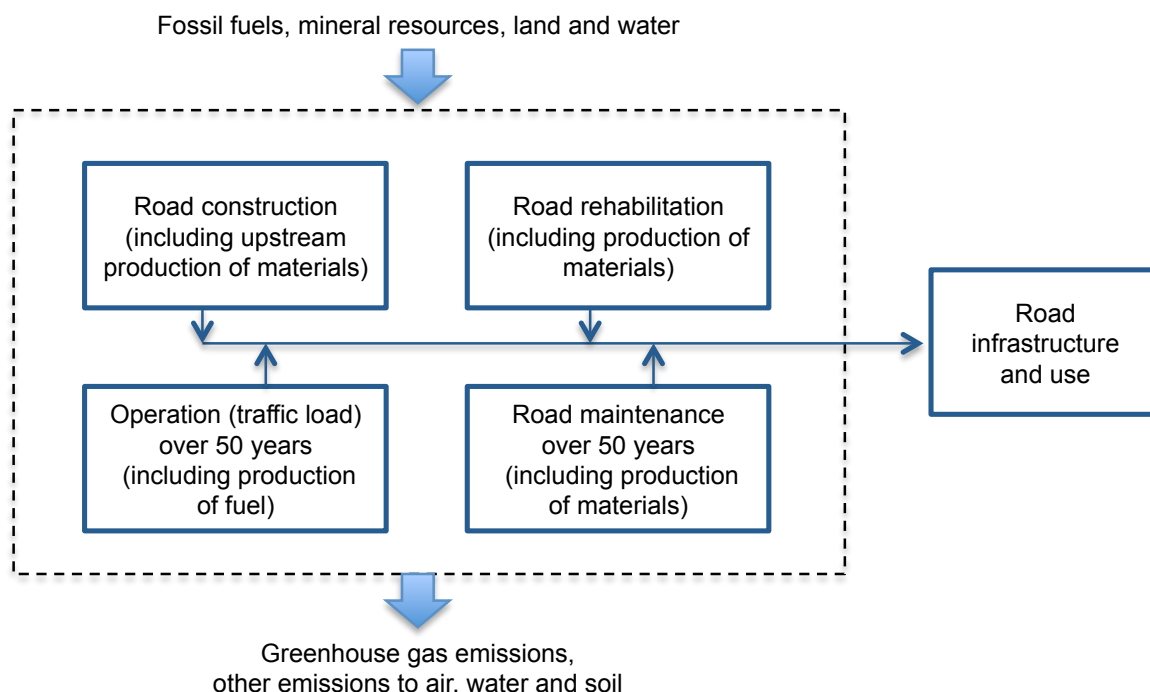 Fossil fuels, mineral resources, land and water
Road construction
(including upstream
production of materials)
Road rehabilitation
(including production of
materials)
Road
infrastructure
and use
Operation (traffic load)
over 50 years
(including production
of fuel)
Road maintenance
over 50 years
(including production
of materials)
Greenhouse gas emissions,
other emissions to air, water and soil